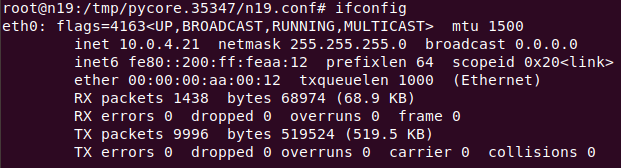 root@n19:/tmp/pycore.35347/n19.conf# ifconfig
eth0: flags=4163<UP,BROADCAST,RUNNING,MULTICAST>  mtu 1500
        inet 10.0.4.21  netmask 255.255.255.0  broadcast 0.0.0.0
        inet6 fe80::200:ff:feaa:12  prefixlen 64  scopeid 0x20<link>
        ether 00:00:00:aa:00:12  txqueuelen 1000  (Ethernet)
        RX packets 1438  bytes 68974 (68.9 KB)
        RX errors 0  dropped 0  overruns 0  frame 0
        TX packets 9996  bytes 519524 (519.5 KB)
        TX errors 0  dropped 0 overruns 0  carrier 0  collisions 0